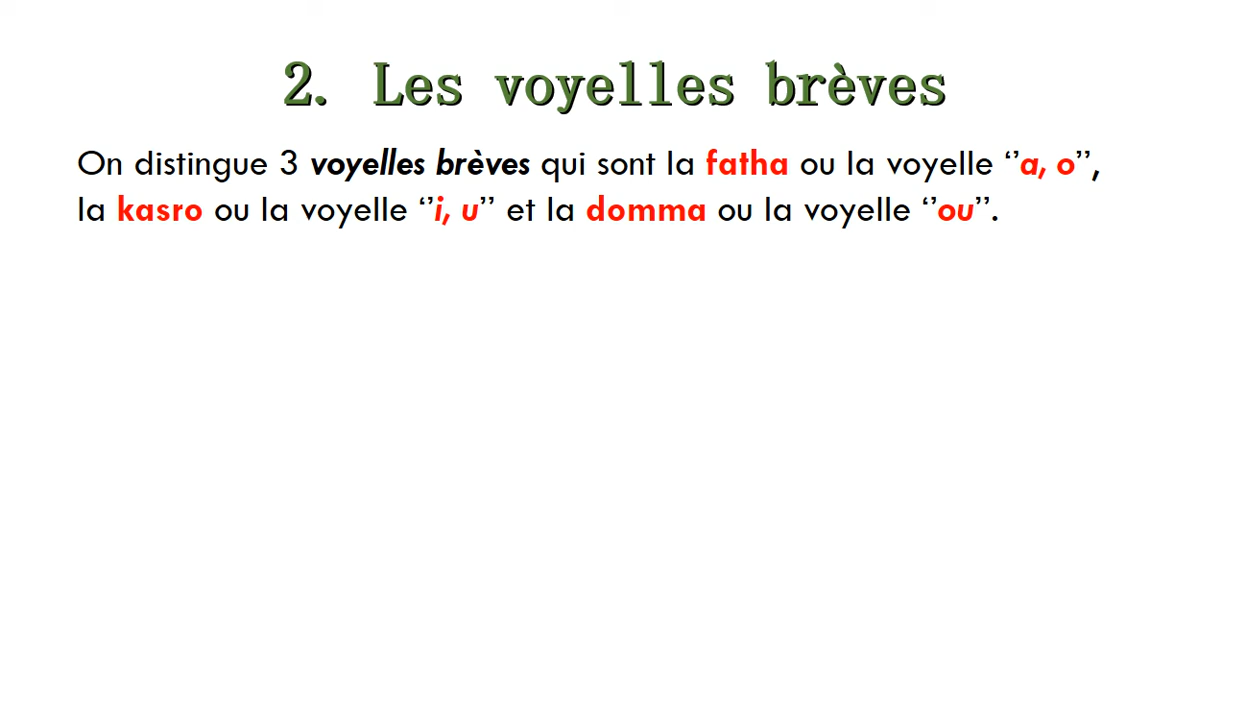 2. Les voyelles brèves
On distingue 3 voyelles brèves qui sont la fatha ou la voyelle ‘’a, o’’,
la kasro ou la voyelle ‘’i, u’’ et la domma ou la voyelle ‘’ou’’.